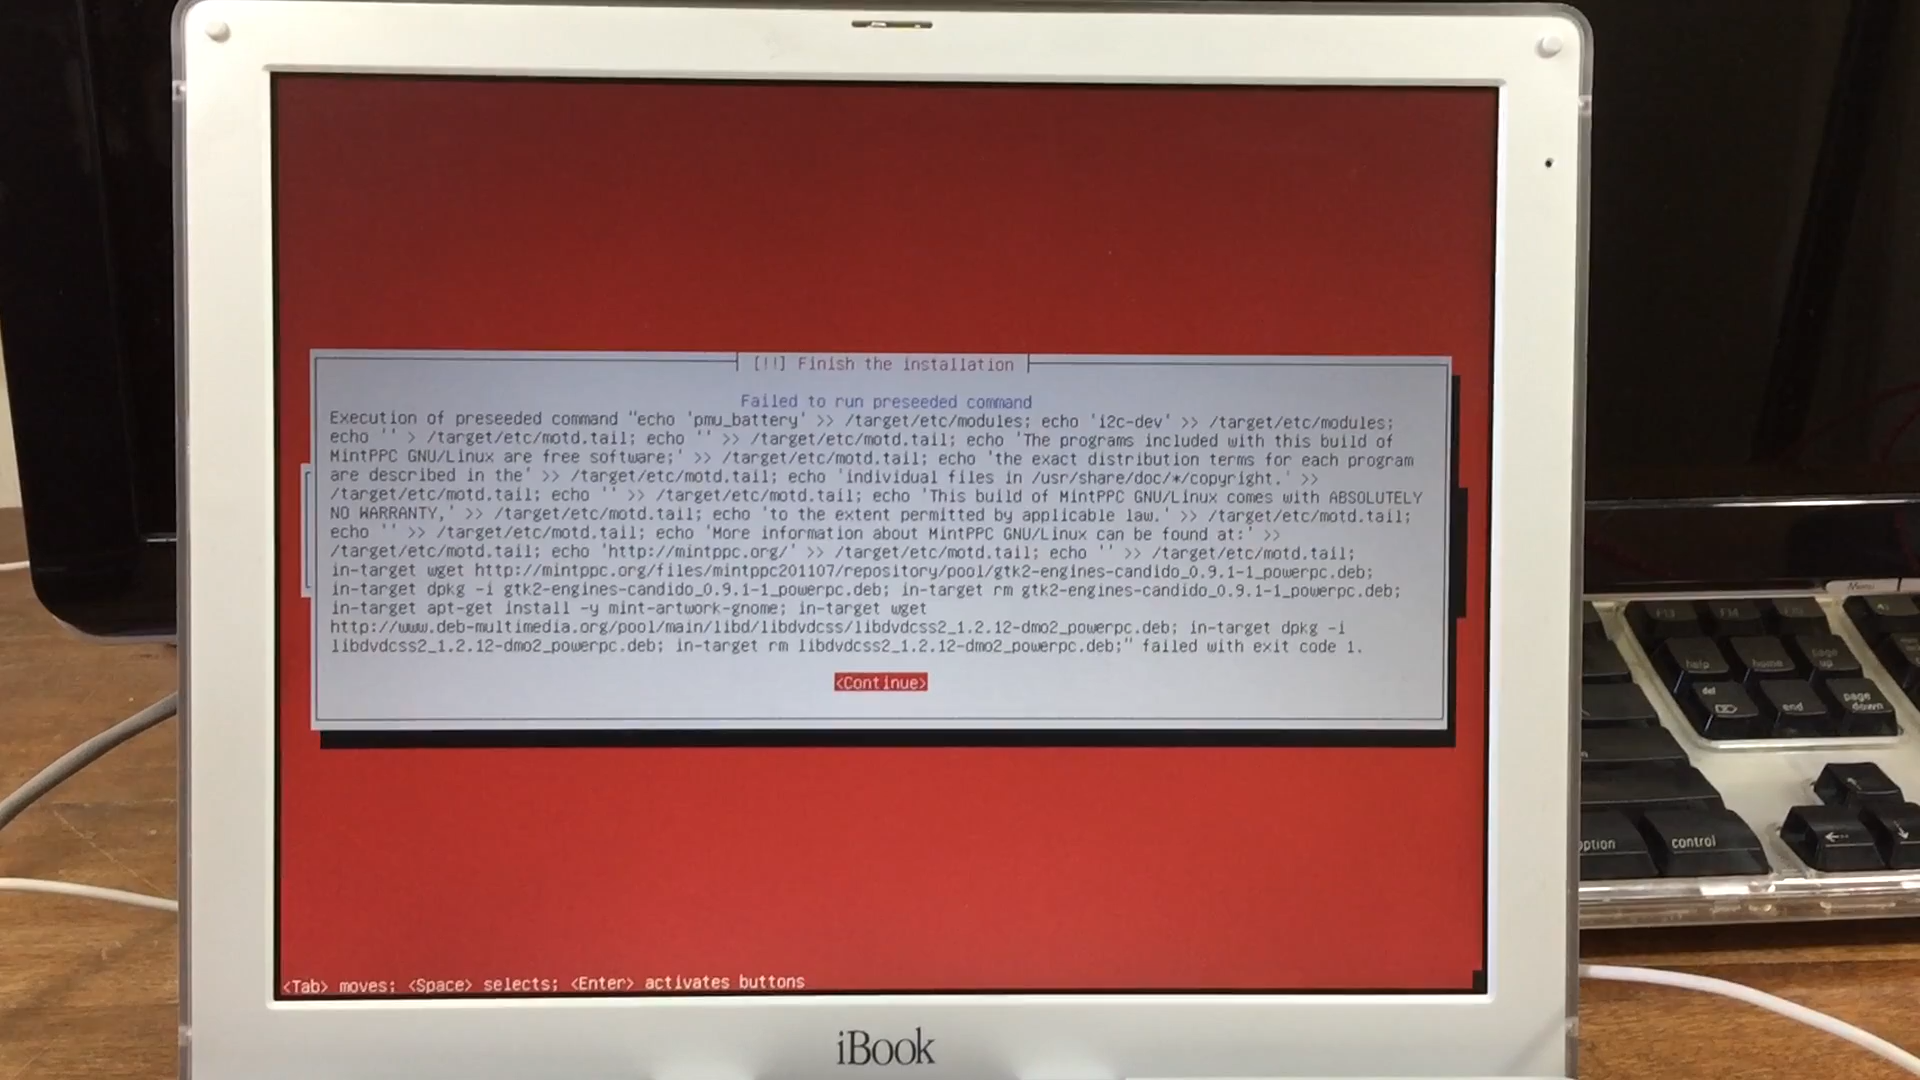 [!!] Finish the installation
Failed to run preseeded command
Execution of preseeded command "echo 'pmu_battery' >> /target/etc/modules; echo 'i2c-dev' >> /target/etc/modules;
echo '' > /target/etc/motd.tail; echo '' >> /target/etc/motd.tail; echo 'The programs included with this build of
MintPPC GNU/Linux are free software;' >> /target/etc/motd.tail; echo 'the exact distribution terms for each program
are described in the' >> /target/etc/motd.tail; echo 'individual files in /usr/share/doc/*/copyright.' >>
/target/etc/motd.tail; echo '' >> /target/etc/motd.tail; echo 'This build of MintPPC GNU/Linux comes with ABSOLUTELY
NO WARRANTY,' >> /target/etc/motd.tail; echo 'to the extent permitted by applicable law.' >> /target/etc/motd.tail;
echo '' >> /target/etc/motd.tail; echo 'More information about MintPPC GNU/Linux can be found at:' >>
/target/etc/motd.tail; echo 'http://mintppc.org/' >> /target/etc/motd.tail; echo '' >> /target/etc/motd.tail;
in-target wget http://mintppc.org/files/mintppc201107/repository/pool/gtk2-engines-candido_0.9.1-1_powerpc.deb;
in-target dpkg -i gtk2-engines-candido_0.9.1-1_powerpc.deb; in-target rm gtk2-engines-candido_0.9.1-1_powerpc.deb;
in-target apt-get install -y mint-artwork-gnome; in-target wget
http://www.deb-multimedia.org/pool/main/libd/libdvdcss/libdvdcss2_1.2.12-dmo2_powerpc.deb; in-target dpkg -i
libdvdcss2_1.2.12-dmo2_powerpc.deb; in-target rm libdvdcss2_1.2.12-dmo2_powerpc.deb;" failed with exit code 1.
<Continue>
<Tab> moves; <Space> selects; <Enter> activates buttons
iBook
F13 F14
help home page up
del end page down
option control